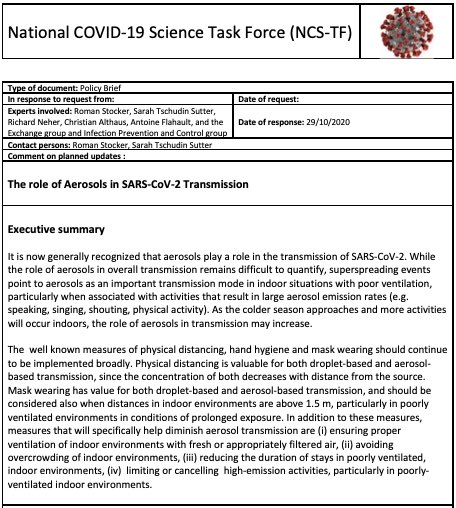 National COVID-19 Science Task Force (NCS-TF)
Type of document: Policy Brief
In response to request from:
Date of request:
Experts involved: Roman Stocker, Sarah Tschudin Sutter,
Richard Neher, Christian Althaus, Antoine Flahault, and the
Exchange group and Infection Prevention and Control group
Date of response: 29/10/2020
Contact persons: Roman Stocker, Sarah Tschudin Sutter
Comment on planned updates :
The role of Aerosols in SARS-CoV-2 Transmission
Executive summary
It is now generally recognized that aerosols play a role in the transmission of SARS-CoV-2. While
the role of aerosols in overall transmission remains difficult to quantify, superspreading events
point to aerosols as an important transmission mode in indoor situations with poor ventilation,
particularly when associated with activities that result in large aerosol emission rates (e.g.
speaking, singing, shouting, physical activity). As the colder season approaches and more activities
will occur indoors, the role of aerosols in transmission may increase.
The well known measures of physical distancing, hand hygiene and mask wearing should continue
to be implemented broadly. Physical distancing is valuable for both droplet-based and aerosol-
based transmission, since the concentration of both decreases with distance from the source.
Mask wearing has value for both droplet-based and aerosol-based transmission, and should be
considered also when distances in indoor environments are above 1.5 m, particularly in poorly
ventilated environments in conditions of prolonged exposure. In addition to these measures,
measures that will specifically help diminish aerosol transmission are (i) ensuring proper
ventilation of indoor environments with fresh or appropriately filtered air, (ii) avoiding
overcrowding of indoor environments, (iii) reducing the duration of stays in poorly ventilated,
indoor environments, (iv) limiting or cancelling high-emission activities, particularly in poorly-
ventilated indoor environments.